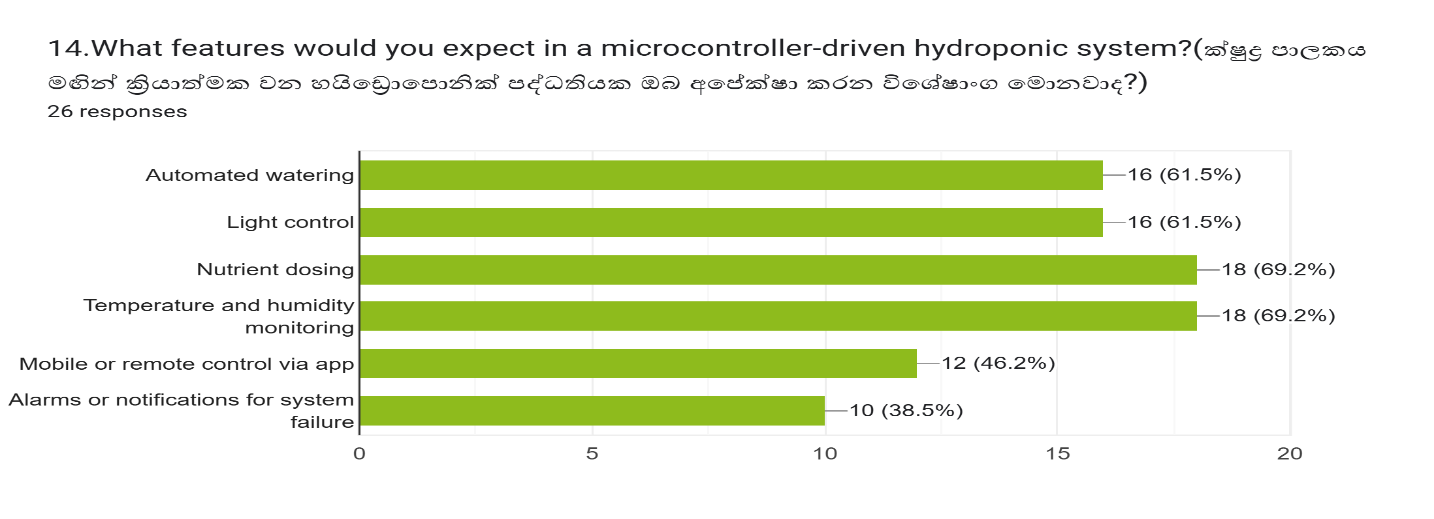 14.What features would you expect in a microcontroller-driven hydroponic system?(ක්ෂුද්‍ර පාලකය
මඟින් ක්‍රියාත්මක වන හයිඩ්‍රොපොනික් පද්ධතියක ඔබ අපේක්ෂා කරන විශේෂාංග මොනවාද?)
26 responses
Automated watering
16 (61.5%)
Light control
16 (61.5%)
Nutrient dosing
18 (69.2%)
Temperature and humidity
monitoring
18 (69.2%)
Mobile or remote control via app
12 (46.2%)
Alarms or notifications for system
failure
10 (38.5%)
0 5 10 15 20